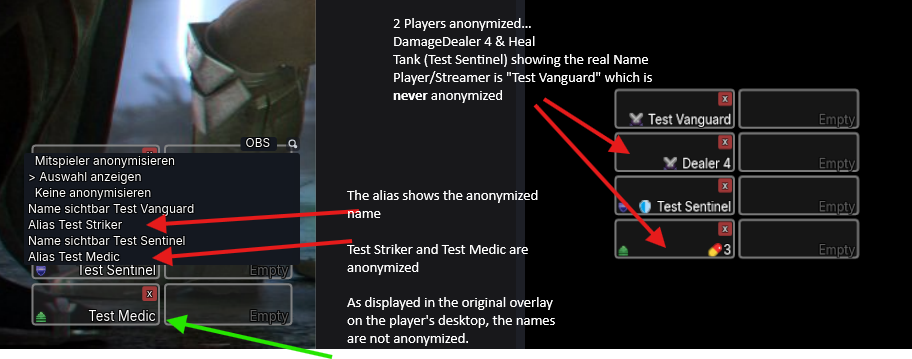 2 Players anonymized...
DamageDealer 4 & Heal
Tank (Test Sentinel) showing the real Name
Player/Streamer is "Test Vanguard" which is
never anonymized
OBS
Mitspieler anonymisieren
> Auswahl anzeigen
Keine anonymisieren
Name sichtbar Test Vanguard
Alias Test Striker
Name sichtbar Test Sentinel
Alias Test Medic
Test Sentinel
Empty
x
Test Medic
Empty
The alias shows the anonymized
name
Test Striker and Test Medic are
anonymized
As displayed in the original overlay
on the player's desktop, the names
are not anonymized.
x
Test Vanguard
Empty
x
Dealer 4
Empty
x
Test Sentinel
Empty
x
3
Empty